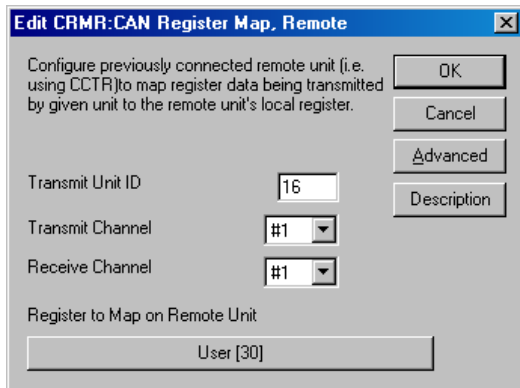 Edit CRMR:CAN Register Map, Remote
Configure previously connected remote unit (i.e.
using CCTR)to map register data being transmitted
by given unit to the remote unit's local register.
OK
Cancel
Advanced
Description
Transmit Unit ID
16
Transmit Channel
#1
Receive Channel
#1
Register to Map on Remote Unit
User [30]